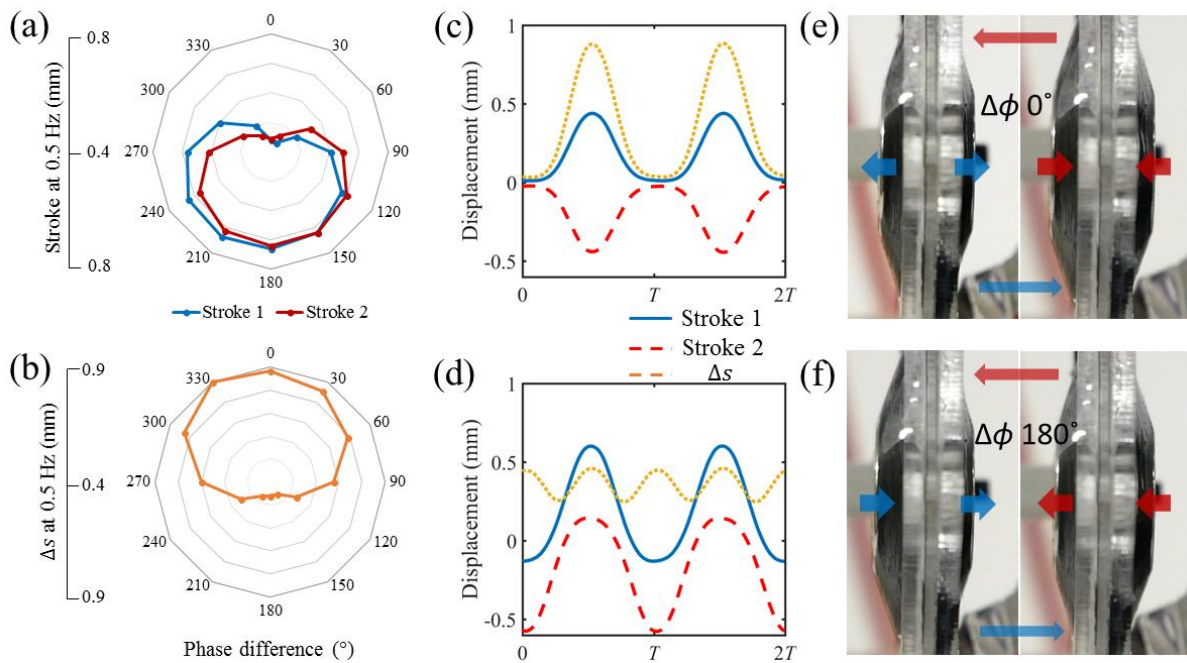 (a)
Stroke at 0.5 Hz (mm)
0.8
0.4
0.8
0
30
60
90
120
150
180
210
240
270
300
330
Stroke 1
Stroke 2
(b)
Δs at 0.5 Hz (mm)
0.9
0.4
0.9
0
30
60
90
120
150
180
210
240
270
300
330
Phase difference (°)
(c)
Displacement (mm)
1
0.5
0
-0.5
0
T
2T
Stroke 1
Stroke 2
Δs
(d)
Displacement (mm)
1
0.5
0
-0.5
0
T
2T
(e)
Δϕ 0°
(f)
Δϕ 180°